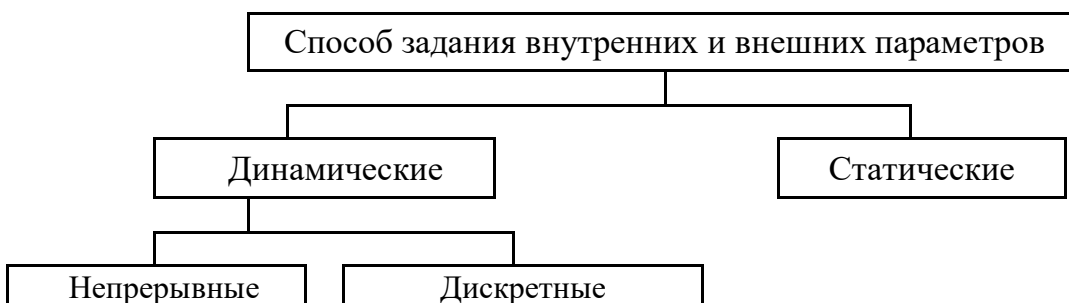 Способ задания внутренних и внешних параметров
Динамические
Статические
Непрерывные
Дискретные